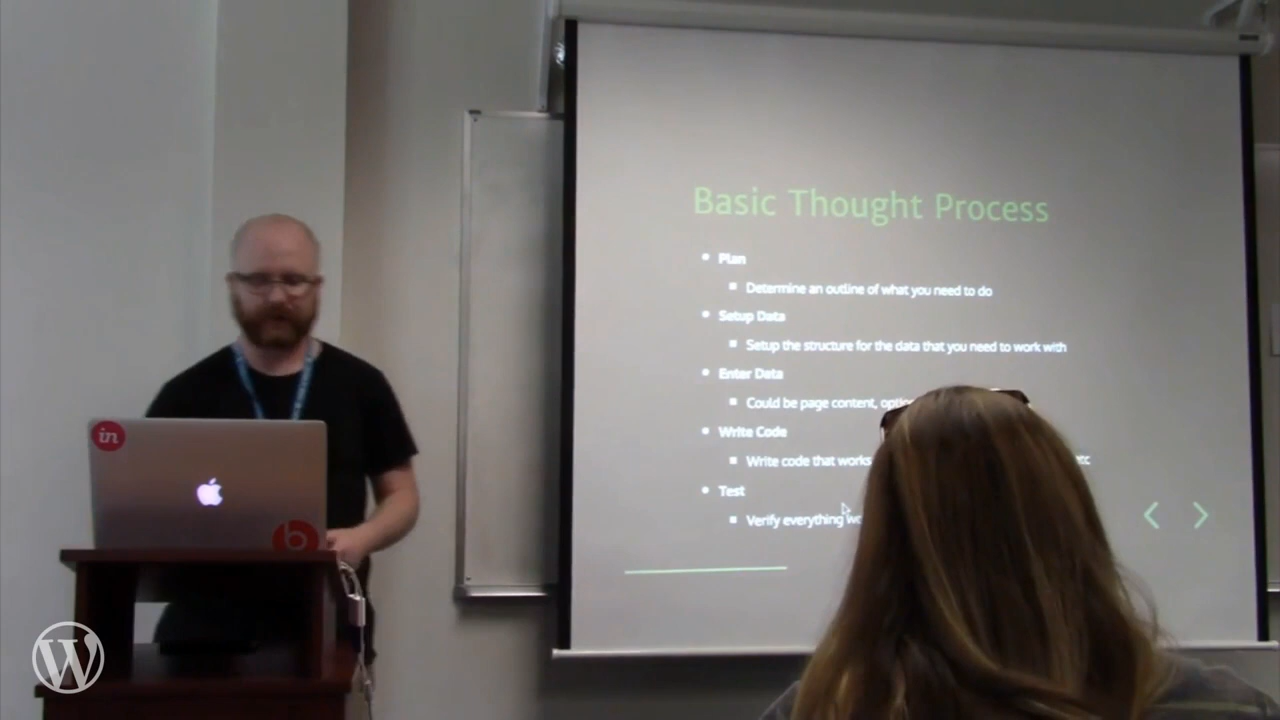 Basic Thought Process
Plan
Determine an outline of what you need to do
Setup Data
Setup the structure for the data that you need to work with
Enter Data
Could be page content,
Write Code
Write code that works
etc
Test
Verify everything
in